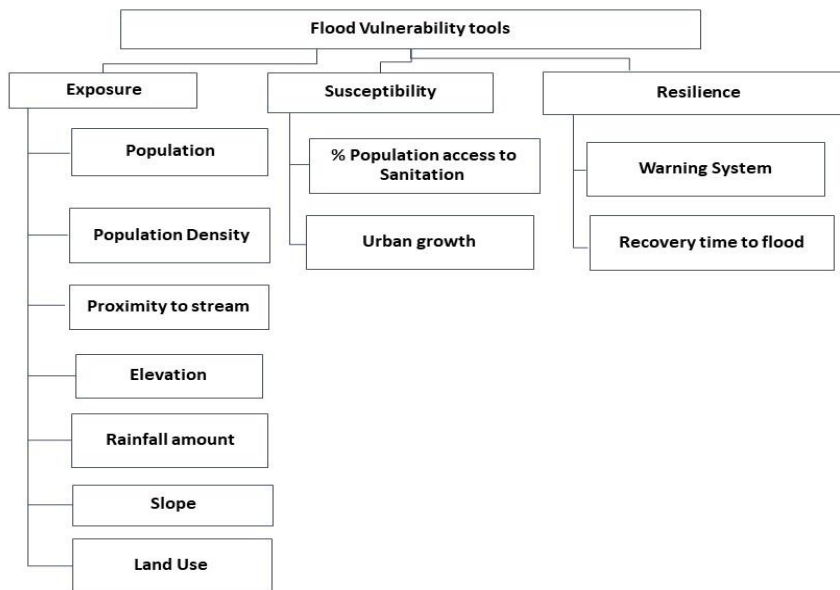 Flood Vulnerability tools
Exposure
Susceptibility
Resilience
Population
Population Density
Proximity to stream
Elevation
Rainfall amount
Slope
Land Use
% Population access to
Sanitation
Urban growth
Warning System
Recovery time to flood